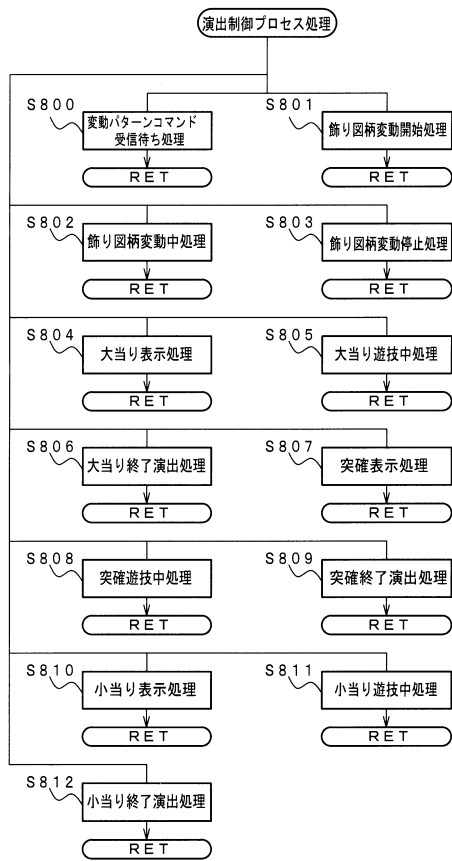 演出制御プロセス処理
S800
変動パターンコマンド
受信待ち処理
RET
S801
飾り図柄変動開始処理
RET
S802
飾り図柄変動中処理
RET
S803
飾り図柄変動停止処理
RET
S804
大当り表示処理
RET
S805
大当り遊技中処理
RET
S806
大当り終了演出処理
RET
S807
突確表示処理
RET
S808
突確遊技中処理
RET
S809
突確終了演出処理
RET
S810
小当り表示処理
RET
S811
小当り遊技中処理
RET
S812
小当り終了演出処理
RET